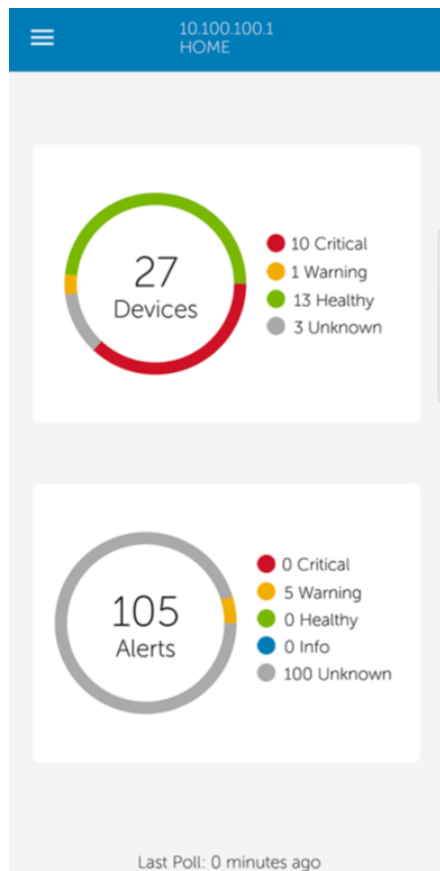 10.100.100.1
HOME
27
Devices
10 Critical
1 Warning
13 Healthy
3 Unknown
105
Alerts
0 Critical
5 Warning
0 Healthy
0 Info
100 Unknown
Last Poll: 0 minutes ago